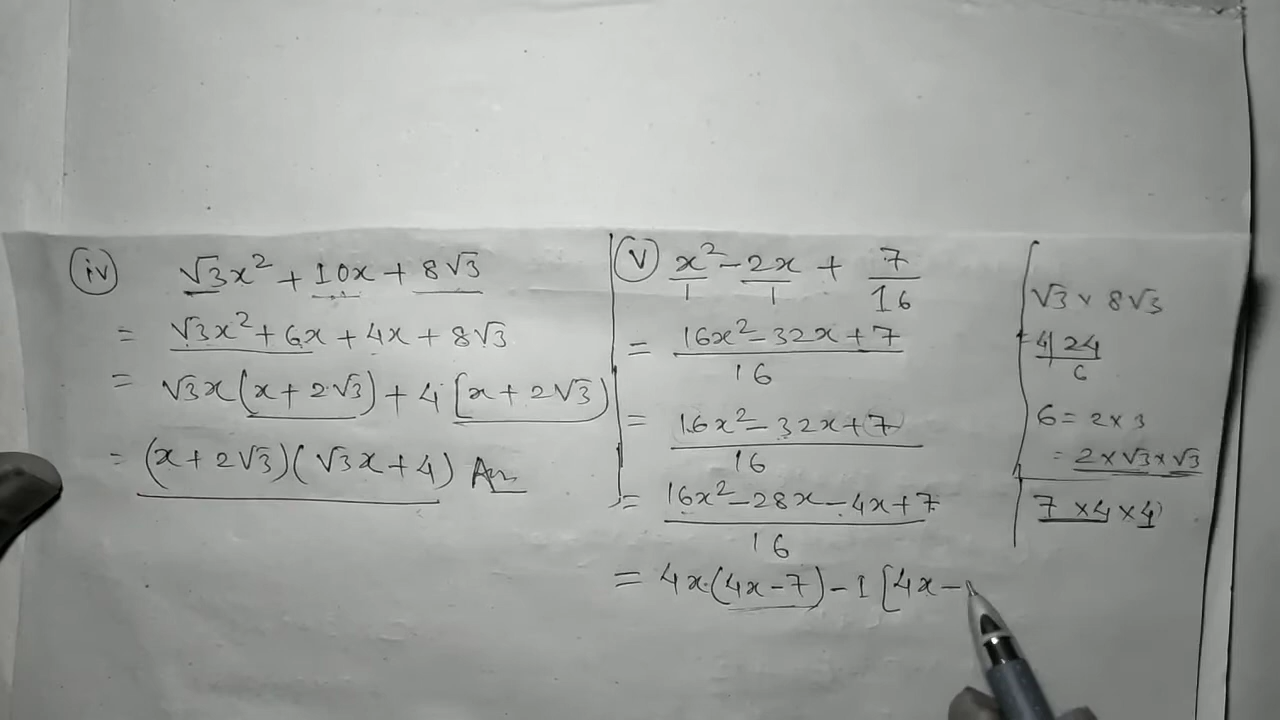 (iv) √3x² + 10x + 8√3
= √3x² + 6x + 4x + 8√3
= √3x(x + 2√3) + 4[x + 2√3)
= (x + 2√3)(√3x + 4) Ans
(v) x²/1 - 2x/1 + 7/16
= 16x² - 32x + 7 / 16
= 16x² - 32x + 7 / 16
= 16x² - 28x - 4x + 7 / 16
= 4x(4x - 7) - 1[4x -
√3 × 8√3
4) 24
6
6 = 2 × 3
= 2 × √3 × √3
7 × 4 × 4